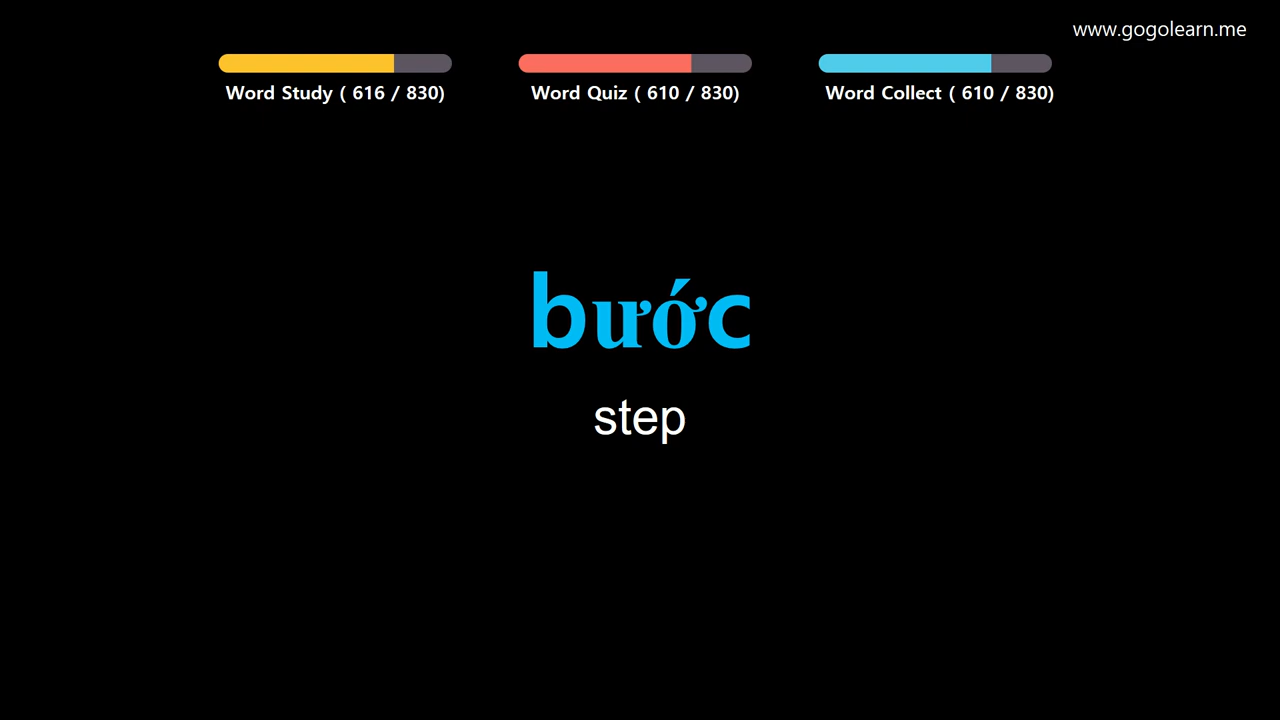 www.gogolearn.me
Word Study ( 616 / 830)
Word Quiz ( 610 / 830)
Word Collect ( 610 / 830)
bước
step